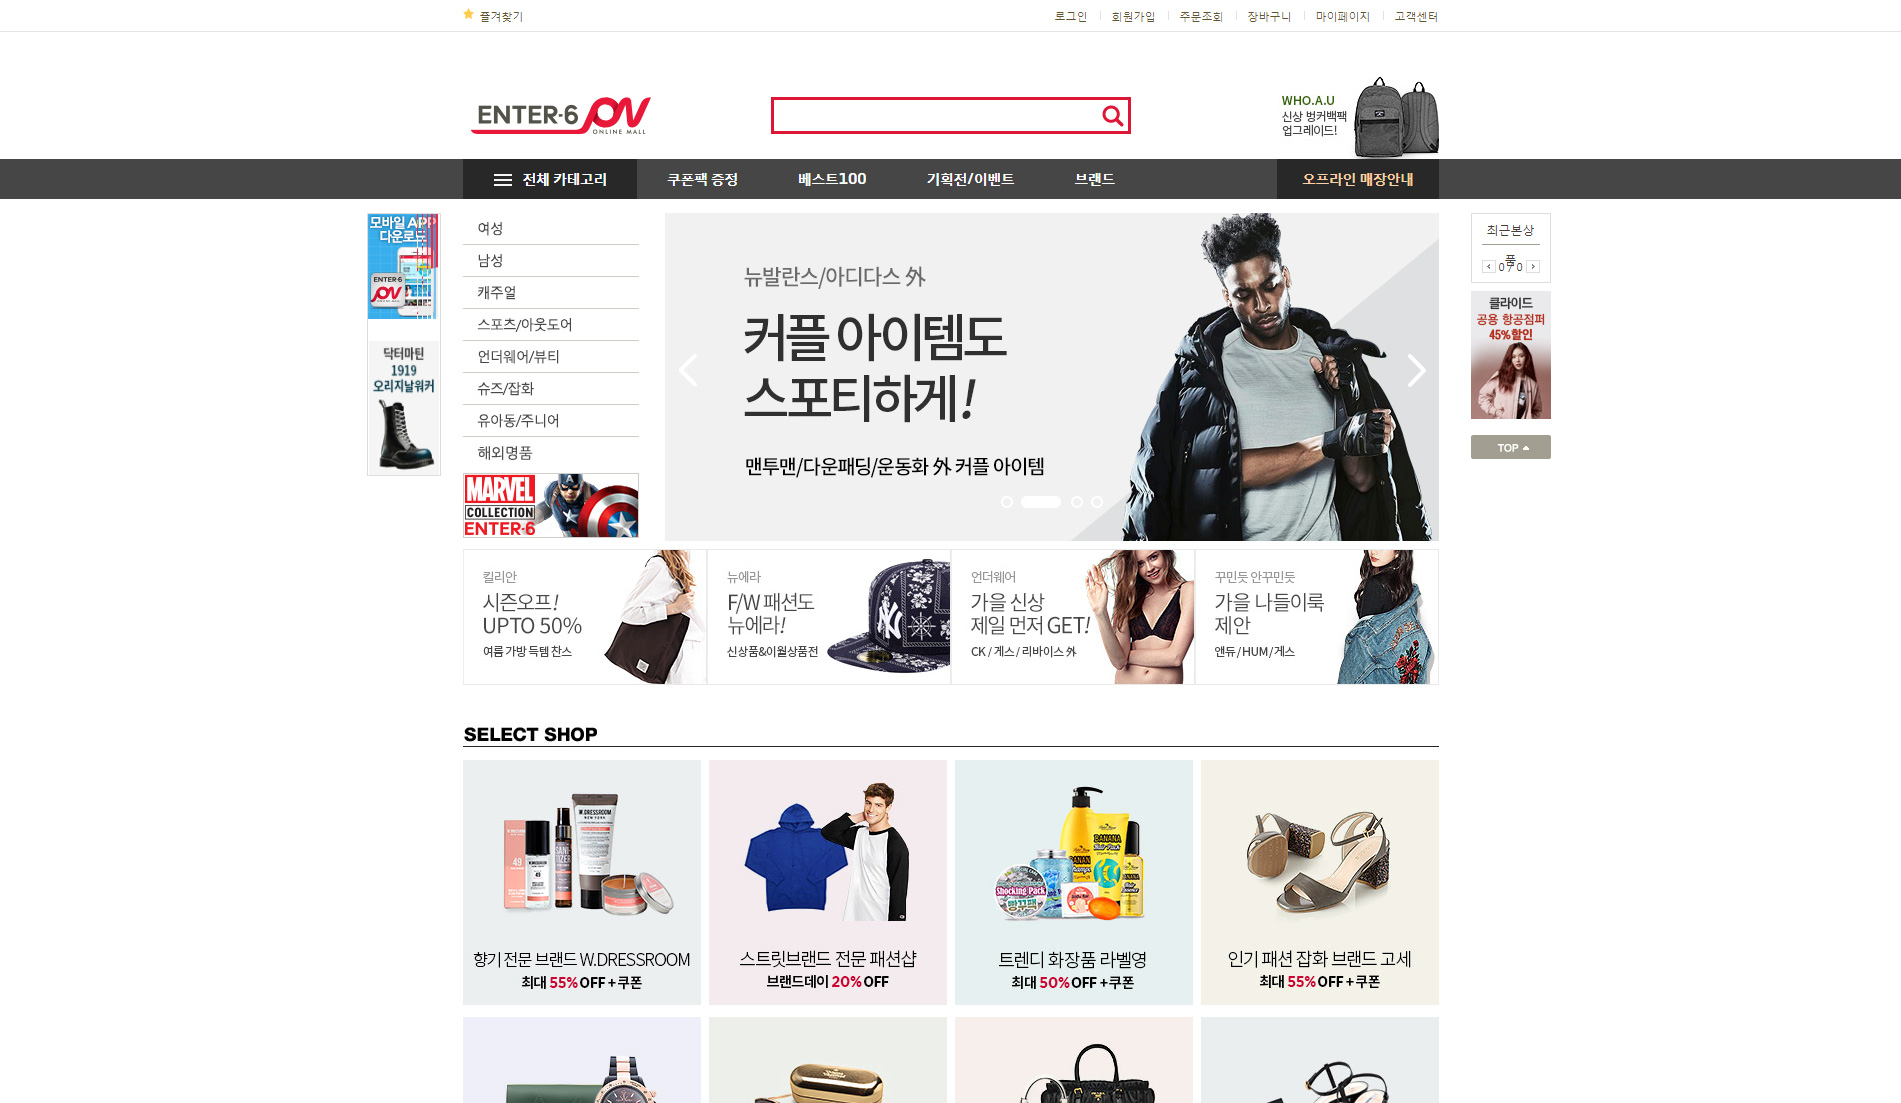 즐겨찾기
로그인
회원가입
주문조회
장바구니
마이페이지
고객센터
ENTER-6
ONLINE MALL
WHO.A.U
신상 벙커백팩
업그레이드!
전체 카테고리
쿠폰팩 증정
베스트100
기획전/이벤트
브랜드
오프라인 매장안내
모바일 APP
다운로드
ENTER-6
닥터마틴
1919
오리지날워커
여성
남성
캐주얼
스포츠/아웃도어
언더웨어/뷰티
슈즈/잡화
유아동/주니어
해외명품
MARVEL
COLLECTION
ENTER-6
뉴발란스/아디다스 外
커플 아이템도
스포티하게!
맨투맨/다운패딩/운동화 外 커플 아이템
최근본상
품
0 / 0
클라이드
공용 항공점퍼
45%할인
TOP
킬리안
시즌오프!
UPTO 50%
여름 가방 득템 찬스
뉴에라
F/W 패션도
뉴에라!
신상품&이월상품전
언더웨어
가을 신상
제일 먼저 GET!
CK / 게스 / 리바이스 外
꾸민듯 안꾸민듯
가을 나들이룩
제안
앤듀 / HUM / 게스
SELECT SHOP
W.DRESSROOM
NEW YORK
49
향기 전문 브랜드 W.DRESSROOM
최대 55%OFF + 쿠폰
스트릿브랜드 전문 패션샵
브랜드데이 20%OFF
BANANA
Hair Pack
Shocking Pack
빵꾸팩
트렌디 화장품 라벨영
최대 50%OFF + 쿠폰
인기 패션 잡화 브랜드 고세
최대 55%OFF + 쿠폰